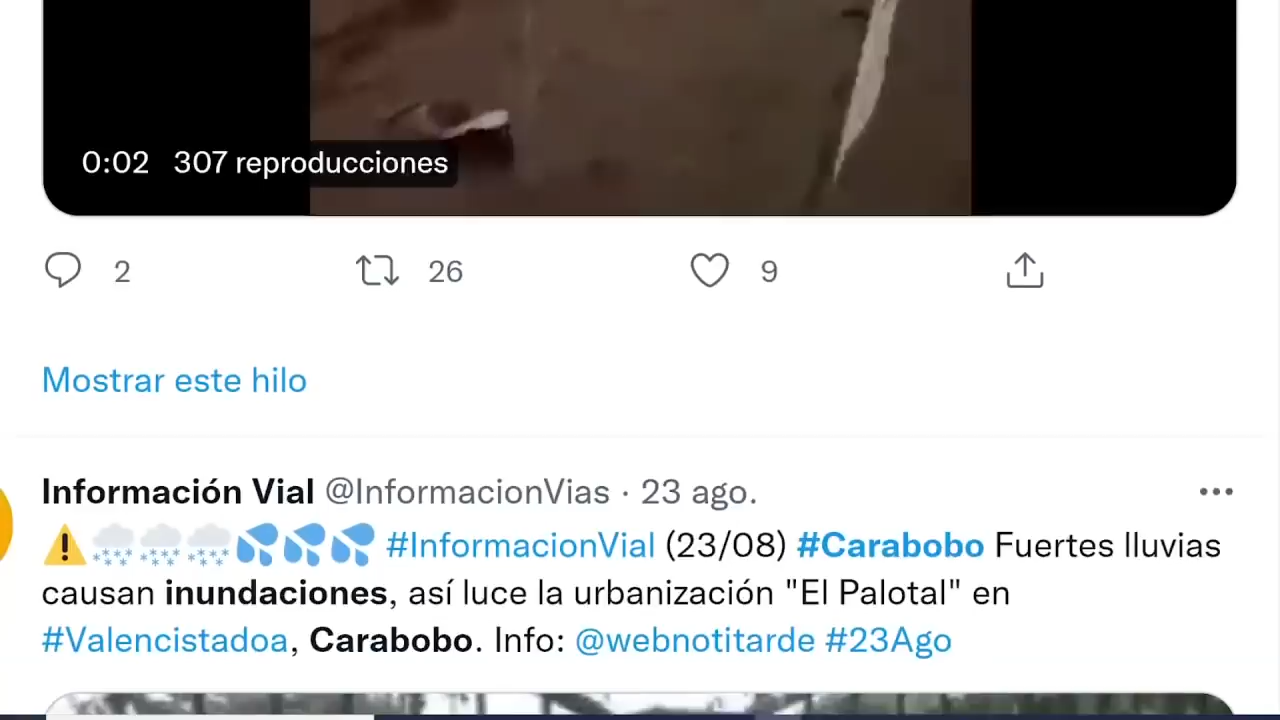 0:02 307 reproducciones
2 26 9
Mostrar este hilo
Información Vial @InformacionVias · 23 ago.
#InformacionVial (23/08) #Carabobo Fuertes lluvias
causan inundaciones, así luce la urbanización "El Palotal" en
#Valencistadoa, Carabobo. Info: @webnotitarde #23Ago